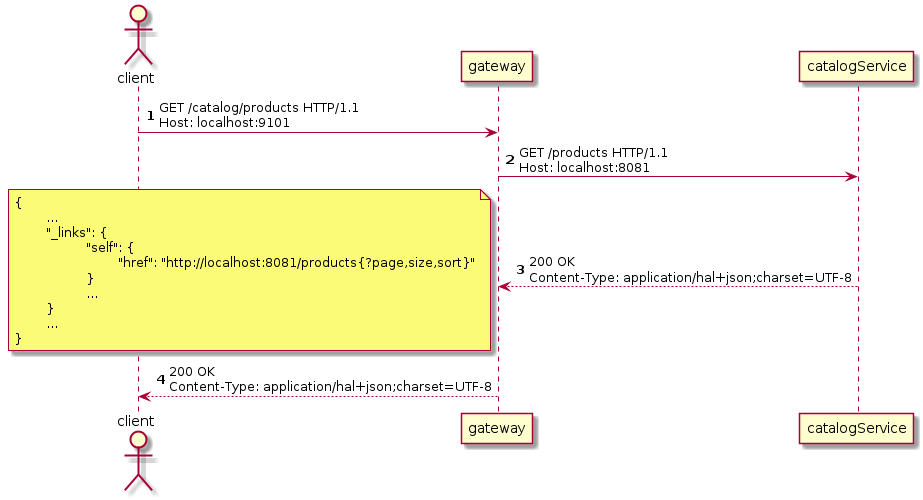 client
gateway
catalogService
1 GET /catalog/products HTTP/1.1
Host: localhost:9101
2 GET /products HTTP/1.1
Host: localhost:8081
{
...
"_links": {
"self": {
"href": "http://localhost:8081/products{?page,size,sort}"
}
...
}
...
}
3 200 OK
Content-Type: application/hal+json;charset=UTF-8
4 200 OK
Content-Type: application/hal+json;charset=UTF-8
client
gateway
catalogService